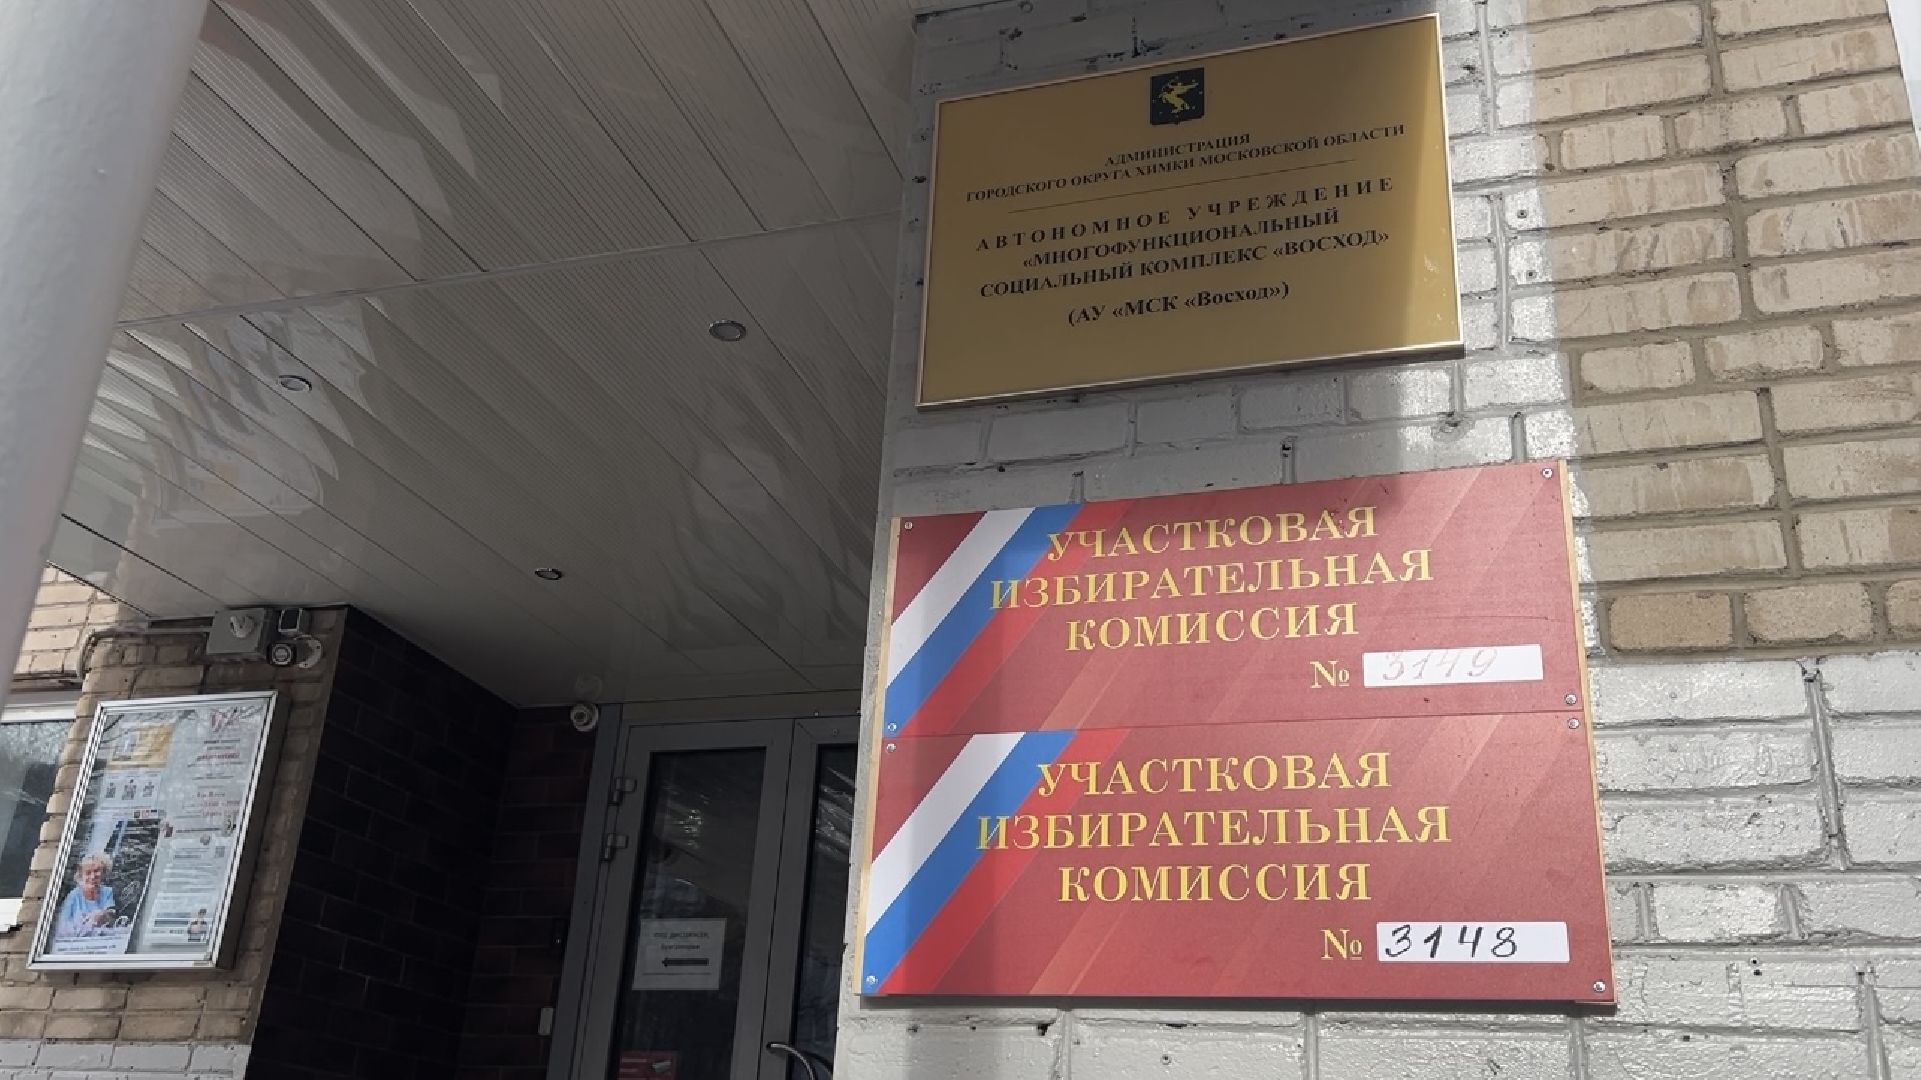 АДМИНИСТРАЦИЯ
ГОРОДСКОГО ОКРУГА ХИМКИ МОСКОВСКОЙ ОБЛАСТИ
АВТОНОМНОЕ УЧРЕЖДЕНИЕ
«МНОГОФУНКЦИОНАЛЬНЫЙ
СОЦИАЛЬНЫЙ КОМПЛЕКС «ВОСХОД»
(АУ «МСК «Восход»)
УЧАСТКОВАЯ
ИЗБИРАТЕЛЬНАЯ
КОМИССИЯ
№ 3149
УЧАСТКОВАЯ
ИЗБИРАТЕЛЬНАЯ
КОМИССИЯ
№ 3148